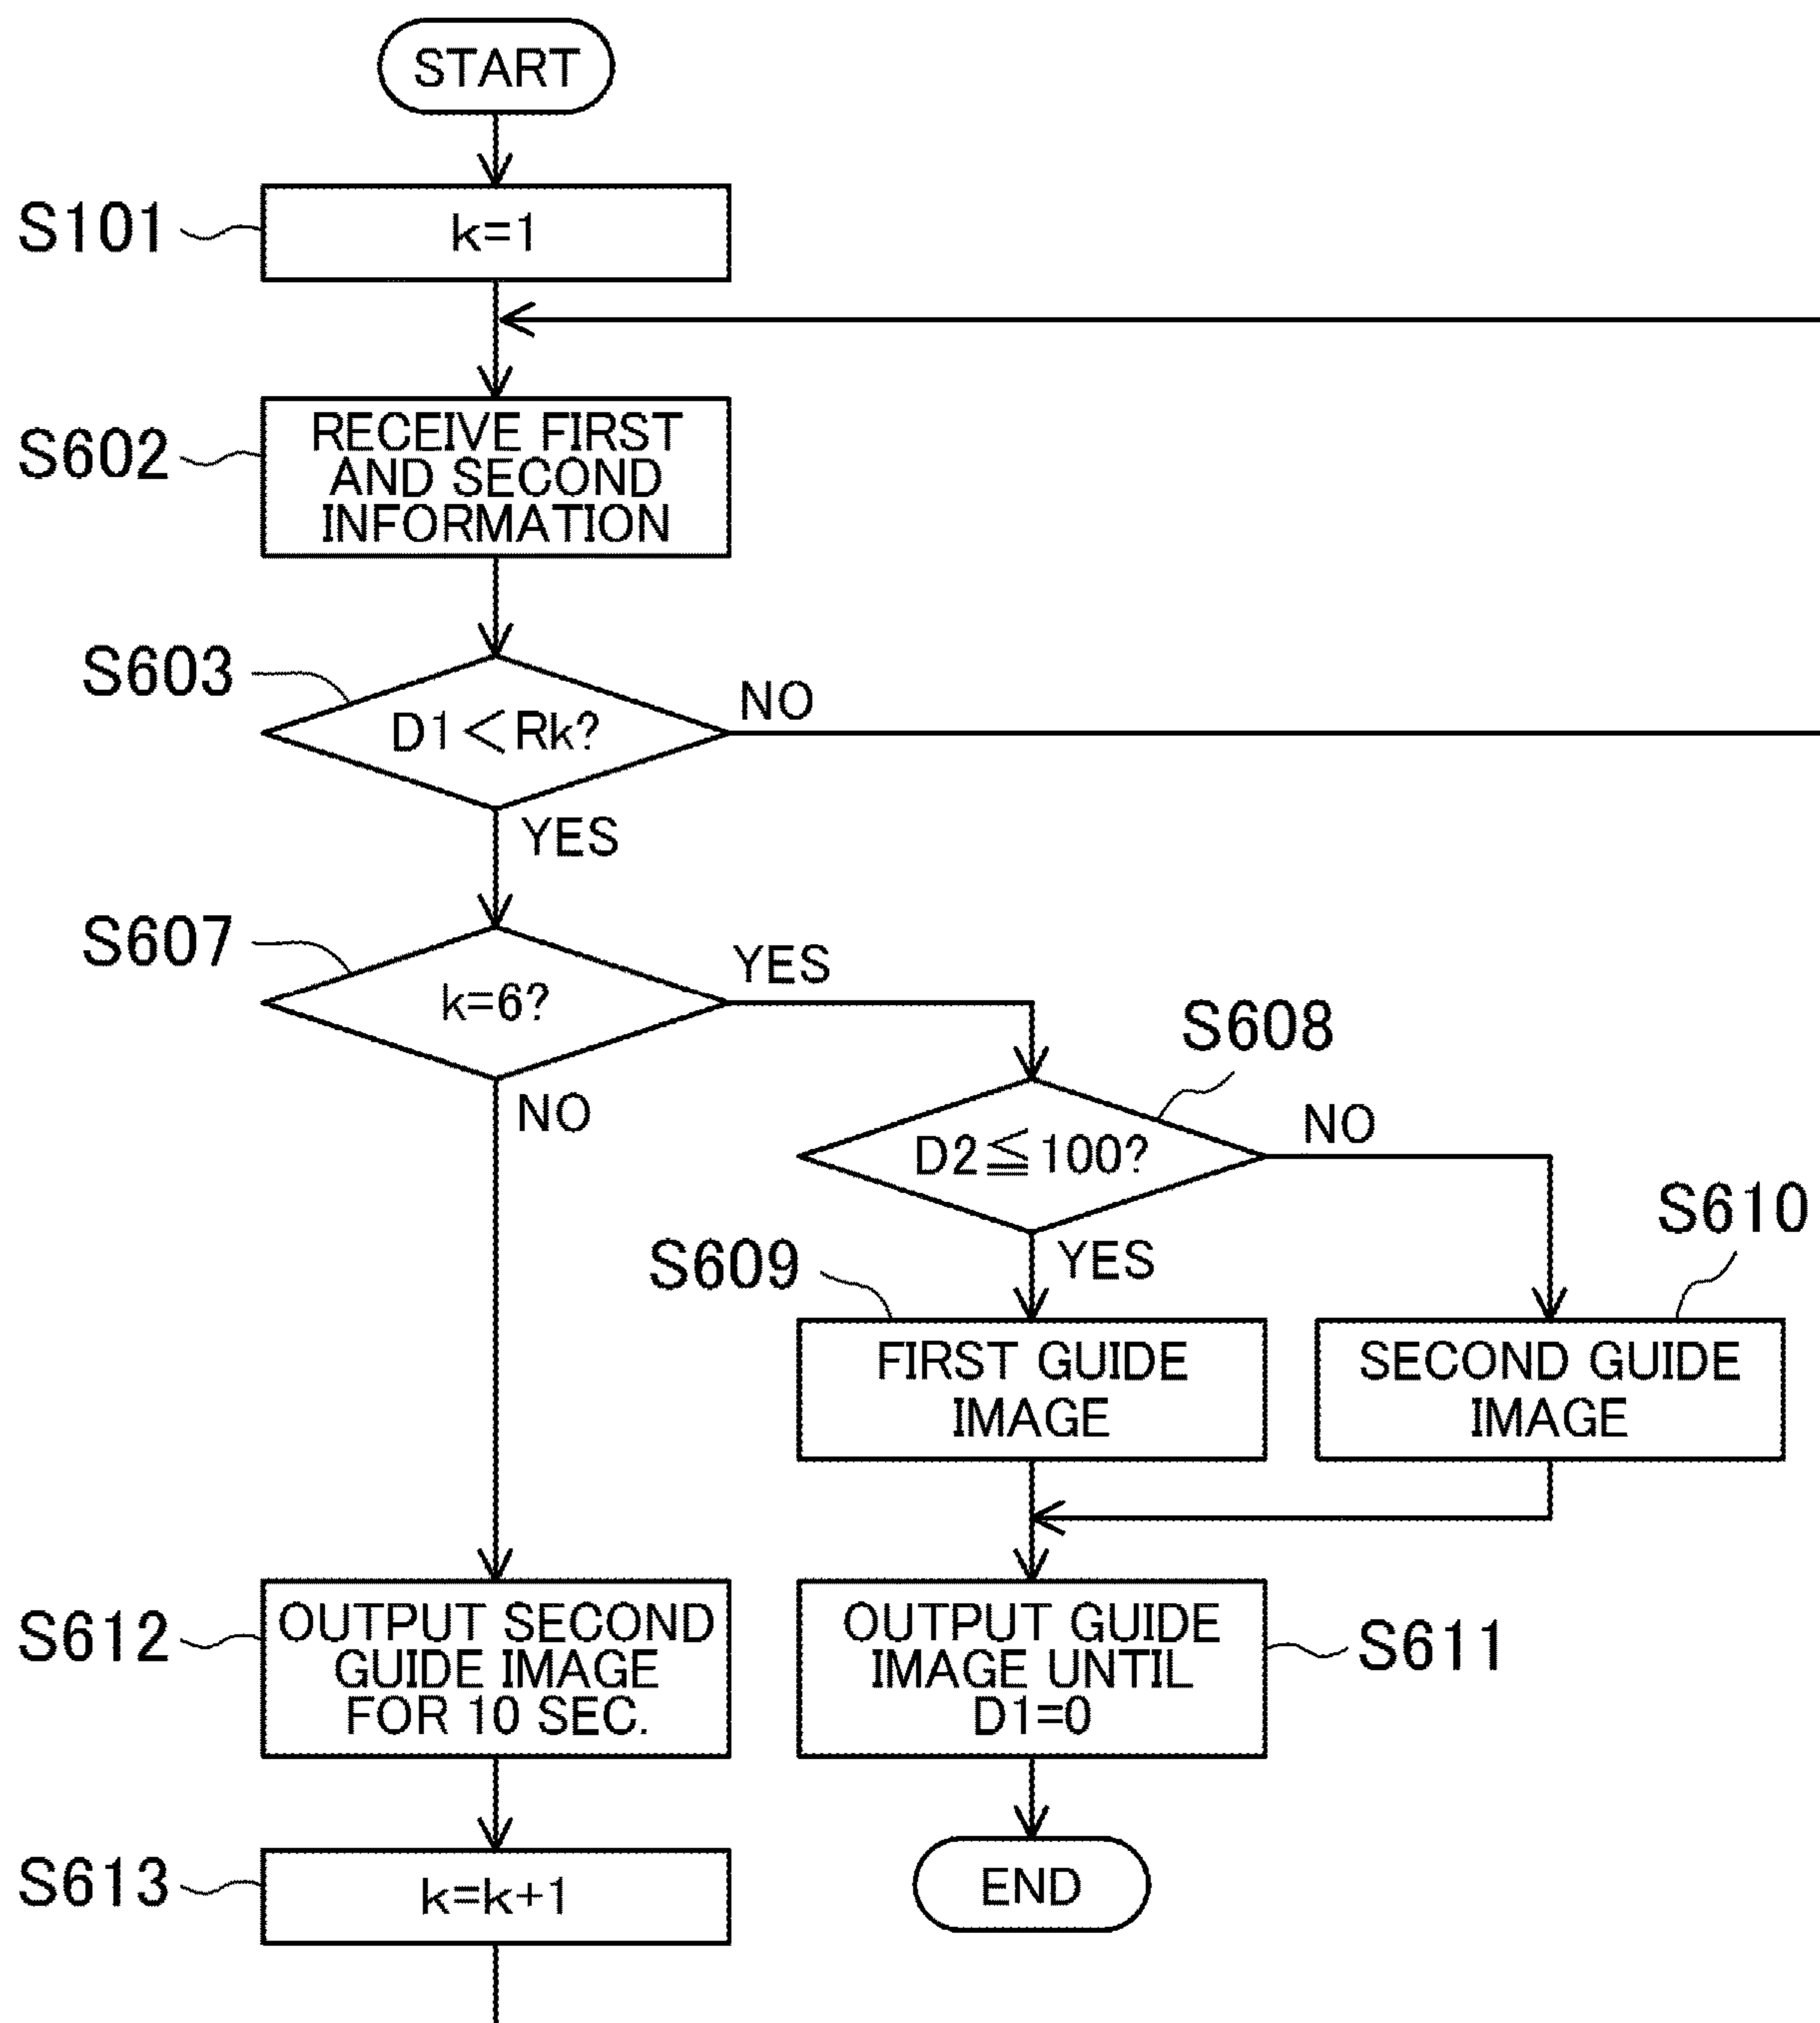 START
S101
k=1
S602
RECEIVE FIRST
AND SECOND
INFORMATION
S603
D1<Rk?
NO
YES
S607
k=6?
YES
NO
S608
D2≦100?
NO
YES
S609
FIRST GUIDE
IMAGE
S610
SECOND GUIDE
IMAGE
S612
OUTPUT SECOND
GUIDE IMAGE
FOR 10 SEC.
OUTPUT GUIDE
IMAGE UNTIL
D1=0
S611
S613
k=k+1
END